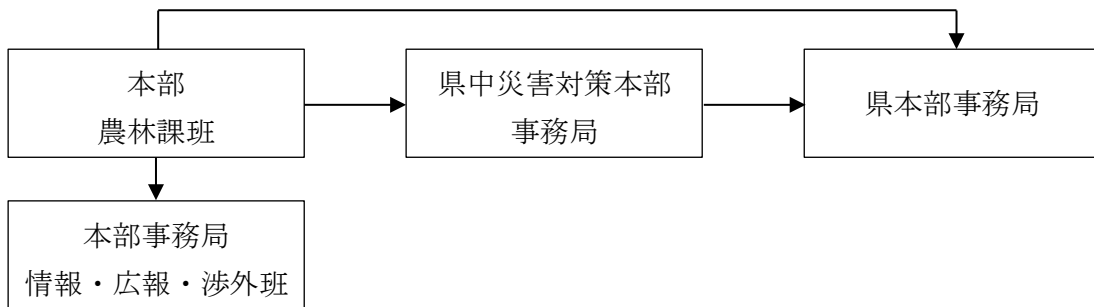 本部
農林課班
県中災害対策本部
事務局
県本部事務局
本部事務局
情報・広報・渉外班